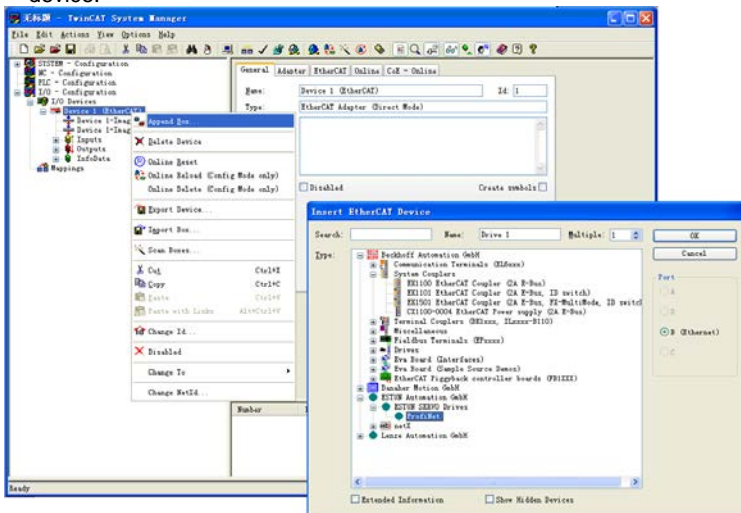 device.
无标题 - TwinCAT System Manager
File Edit Actions View Options Help
SYSTEM - Configuration
NC - Configuration
PLC - Configuration
I/O - Configuration
I/O Devices
Device 1 (EtherCAT)
Device 1-Imag
Device 1-Imag
Inputs
Outputs
InfoData
Mappings
Append Box...
Delete Device
Online Reset
Online Reload (Config Mode only)
Online Delete (Config Mode only)
Export Device...
Import Box...
Scan Boxes...
Cut Ctrl+X
Copy Ctrl+C
Paste Ctrl+V
Paste with Links Alt+Ctrl+V
Change Id...
Disabled
Change To
Change NetId...
General Adapter EtherCAT Online CoE - Online
Name: Device 1 (EtherCAT) Id: 1
Type: EtherCAT Adapter (Direct Mode)
Disabled Create symbols
Number
Ready
Insert EtherCAT Device
Search: Name: Drive 1 Multiple: 1 OK
Cancel
Type:
Beckhoff Automation GmbH
Communication Terminals (EL6xxx)
System Couplers
EK1100 EtherCAT Coupler (2A E-Bus)
EK1101 EtherCAT Coupler (2A E-Bus, ID switch)
EK1501 EtherCAT Coupler (2A E-Bus, FX-MultiMode, ID switc
CX1100-0004 EtherCAT Power supply (2A E-Bus)
Terminal Couplers (BK1xxx, ILxxxx-B110)
Miscellaneous
Fieldbus Terminals (EPxxxx)
Drives
Eva Board (Interfaces)
Eva Board (Sample Source Demos)
EtherCAT Piggyback controller boards (FB1XXX)
Danaher Motion GmbH
ESTUN Automation GmbH
ESTUN SERVO Drives
ProfiNet
netX
Lenze Automation GmbH
Port
A
B (Ethernet)
C
Extended Information Show Hidden Devices